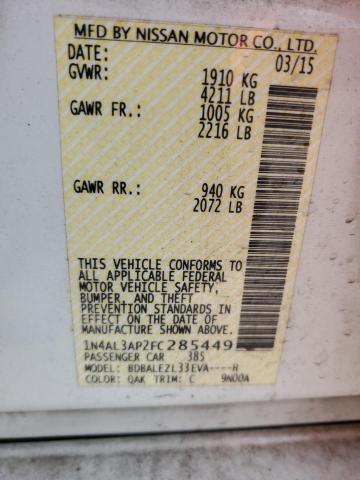 MFD BY NISSAN MOTOR CO., LTD.
DATE: 03/15
GVWR: 1910 KG
4211 LB
GAWR FR.: 1005 KG
2216 LB
GAWR RR.: 940 KG
2072 LB
THIS VEHICLE CONFORMS TO
ALL APPLICABLE FEDERAL
MOTOR VEHICLE SAFETY,
BUMPER, AND THEFT
PREVENTION STANDARDS IN
EFFECT ON THE DATE OF
MANUFACTURE SHOWN ABOVE.
1N4AL3AP2FC285449
PASSENGER CAR 385
MODEL: BDBALEZL33EVA----H
COLOR: QAK TRIM: C 9N00A